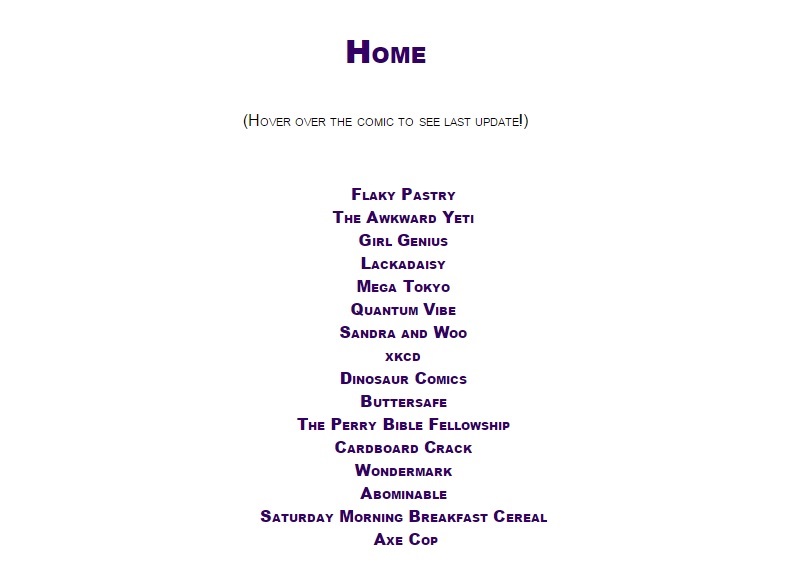 Home
(Hover over the comic to see last update!)
Flaky Pastry
The Awkward Yeti
Girl Genius
Lackadaisy
Mega Tokyo
Quantum Vibe
Sandra and Woo
xkcd
Dinosaur Comics
Buttersafe
The Perry Bible Fellowship
Cardboard Crack
Wondermark
Abominable
Saturday Morning Breakfast Cereal
Axe Cop